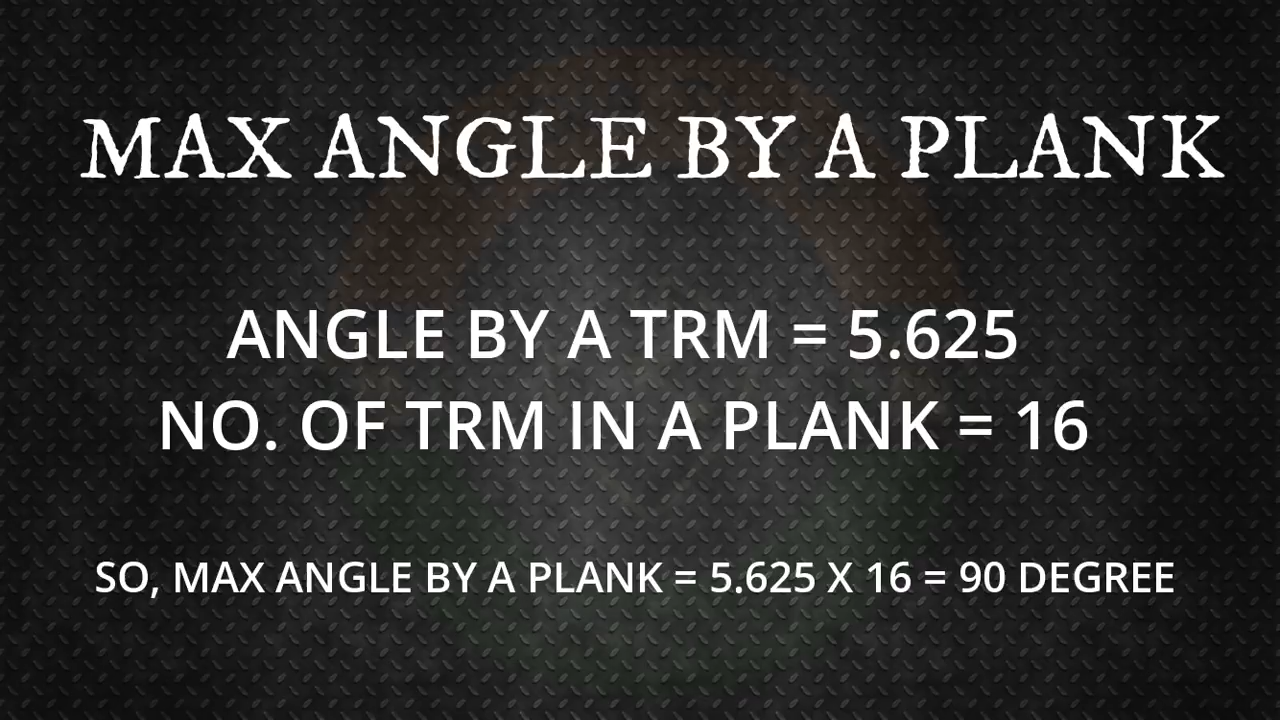 MAX ANGLE BY A PLANK
ANGLE BY A TRM = 5.625
NO. OF TRM IN A PLANK = 16
SO, MAX ANGLE BY A PLANK = 5.625 X 16 = 90 DEGREE